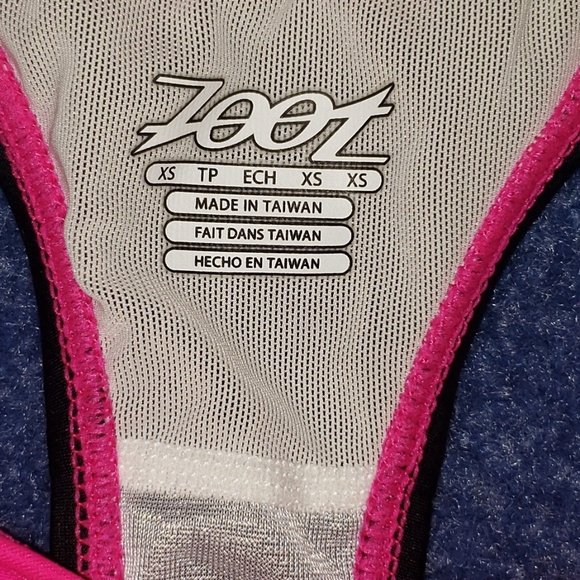 ZOOT
XS TP ECH XS XS
MADE IN TAIWAN
FAIT DANS TAIWAN
HECHO EN TAIWAN